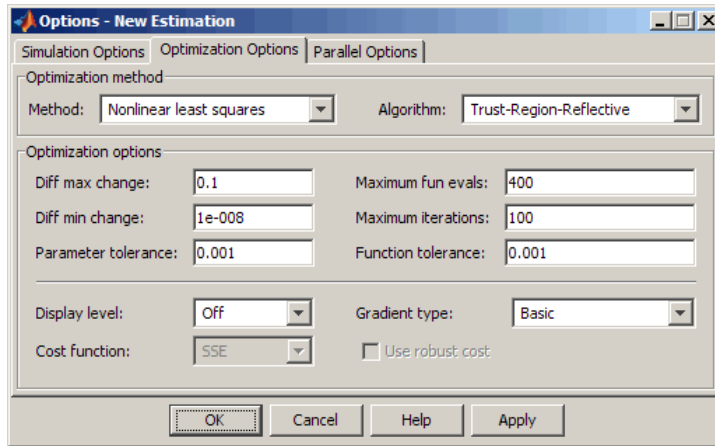 Options - New Estimation
Simulation Options Optimization Options Parallel Options
Optimization method
Method: Nonlinear least squares Algorithm: Trust-Region-Reflective
Optimization options
Diff max change: 0.1 Maximum fun evals: 400
Diff min change: 1e-008 Maximum iterations: 100
Parameter tolerance: 0.001 Function tolerance: 0.001
Display level: Off Gradient type: Basic
Cost function: SSE Use robust cost
OK Cancel Help Apply